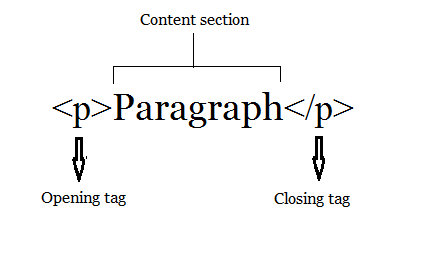 Content section
<p>Paragraph</p>
Opening tag
Closing tag